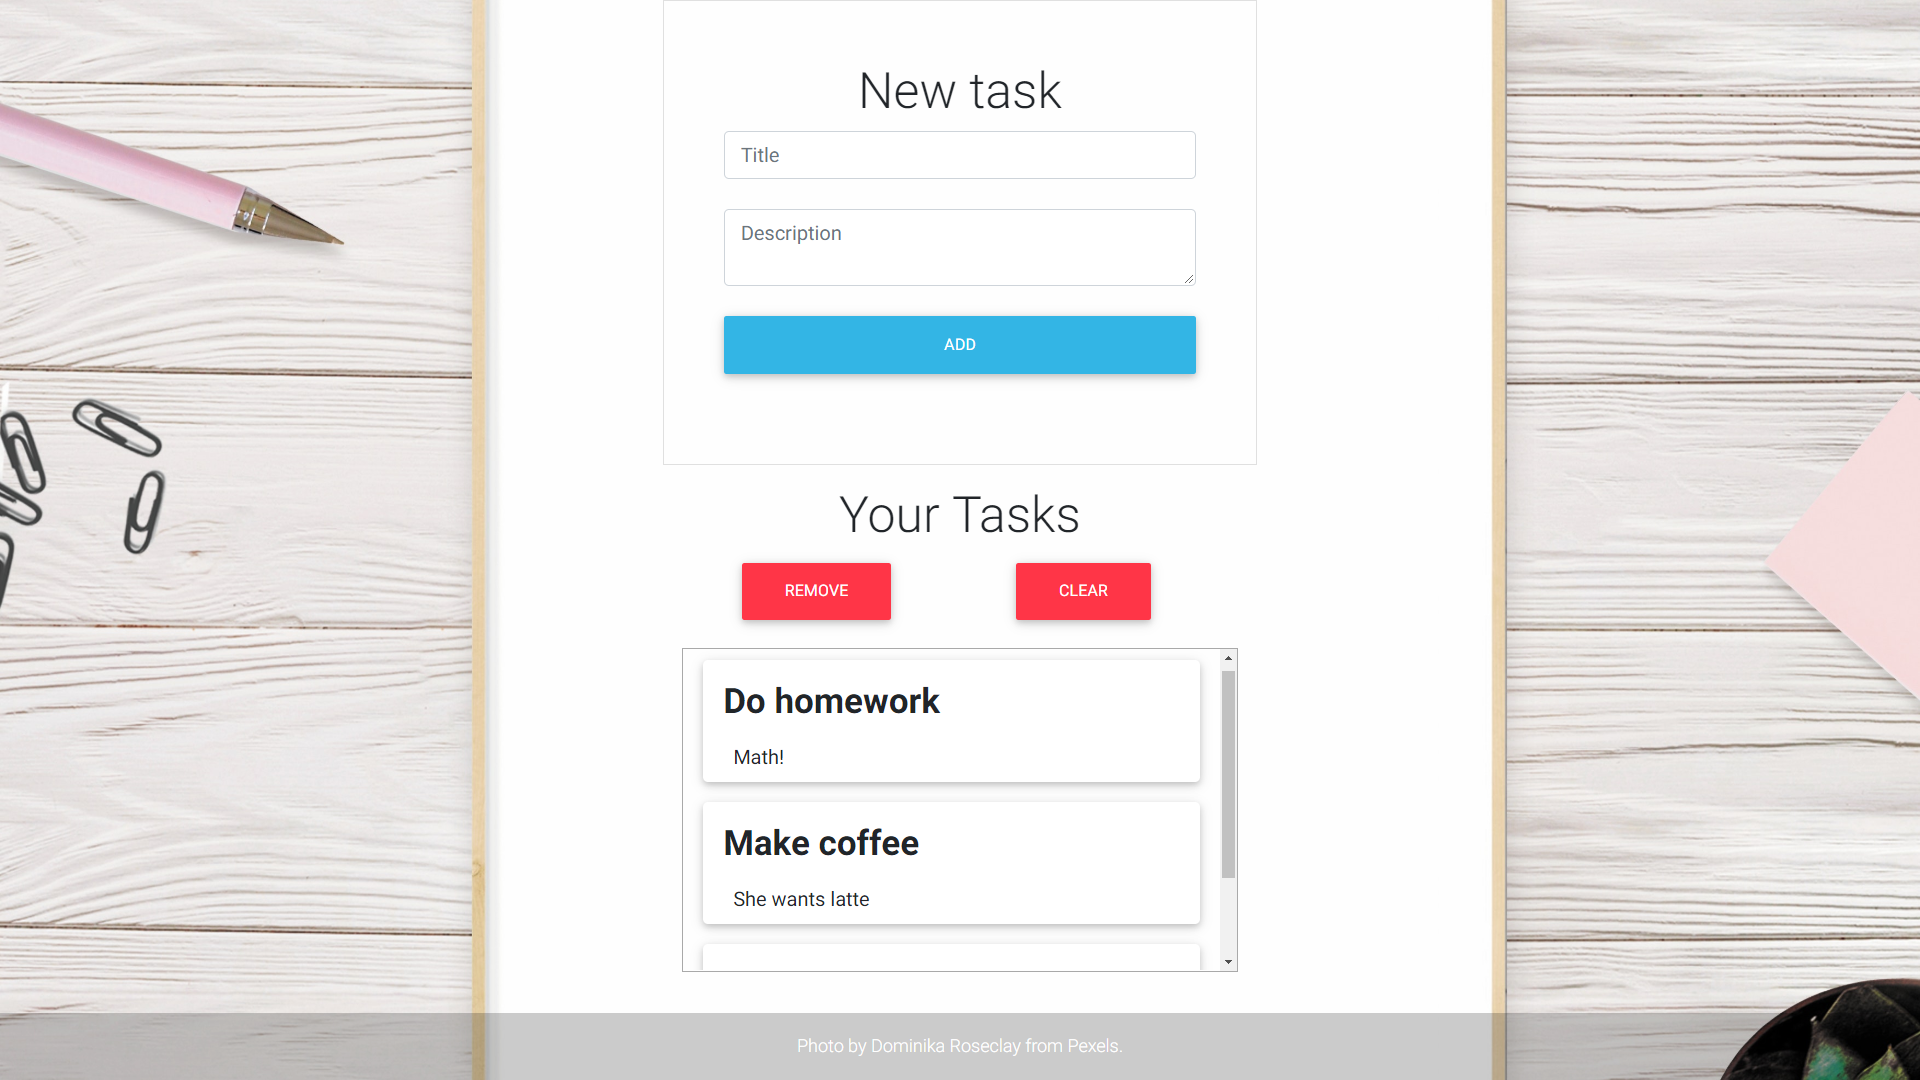 New task
Title
Description
ADD
Your Tasks
REMOVE
CLEAR
Do homework
Math!
Make coffee
She wants latte
Photo by Dominika Roseclay from Pexels.